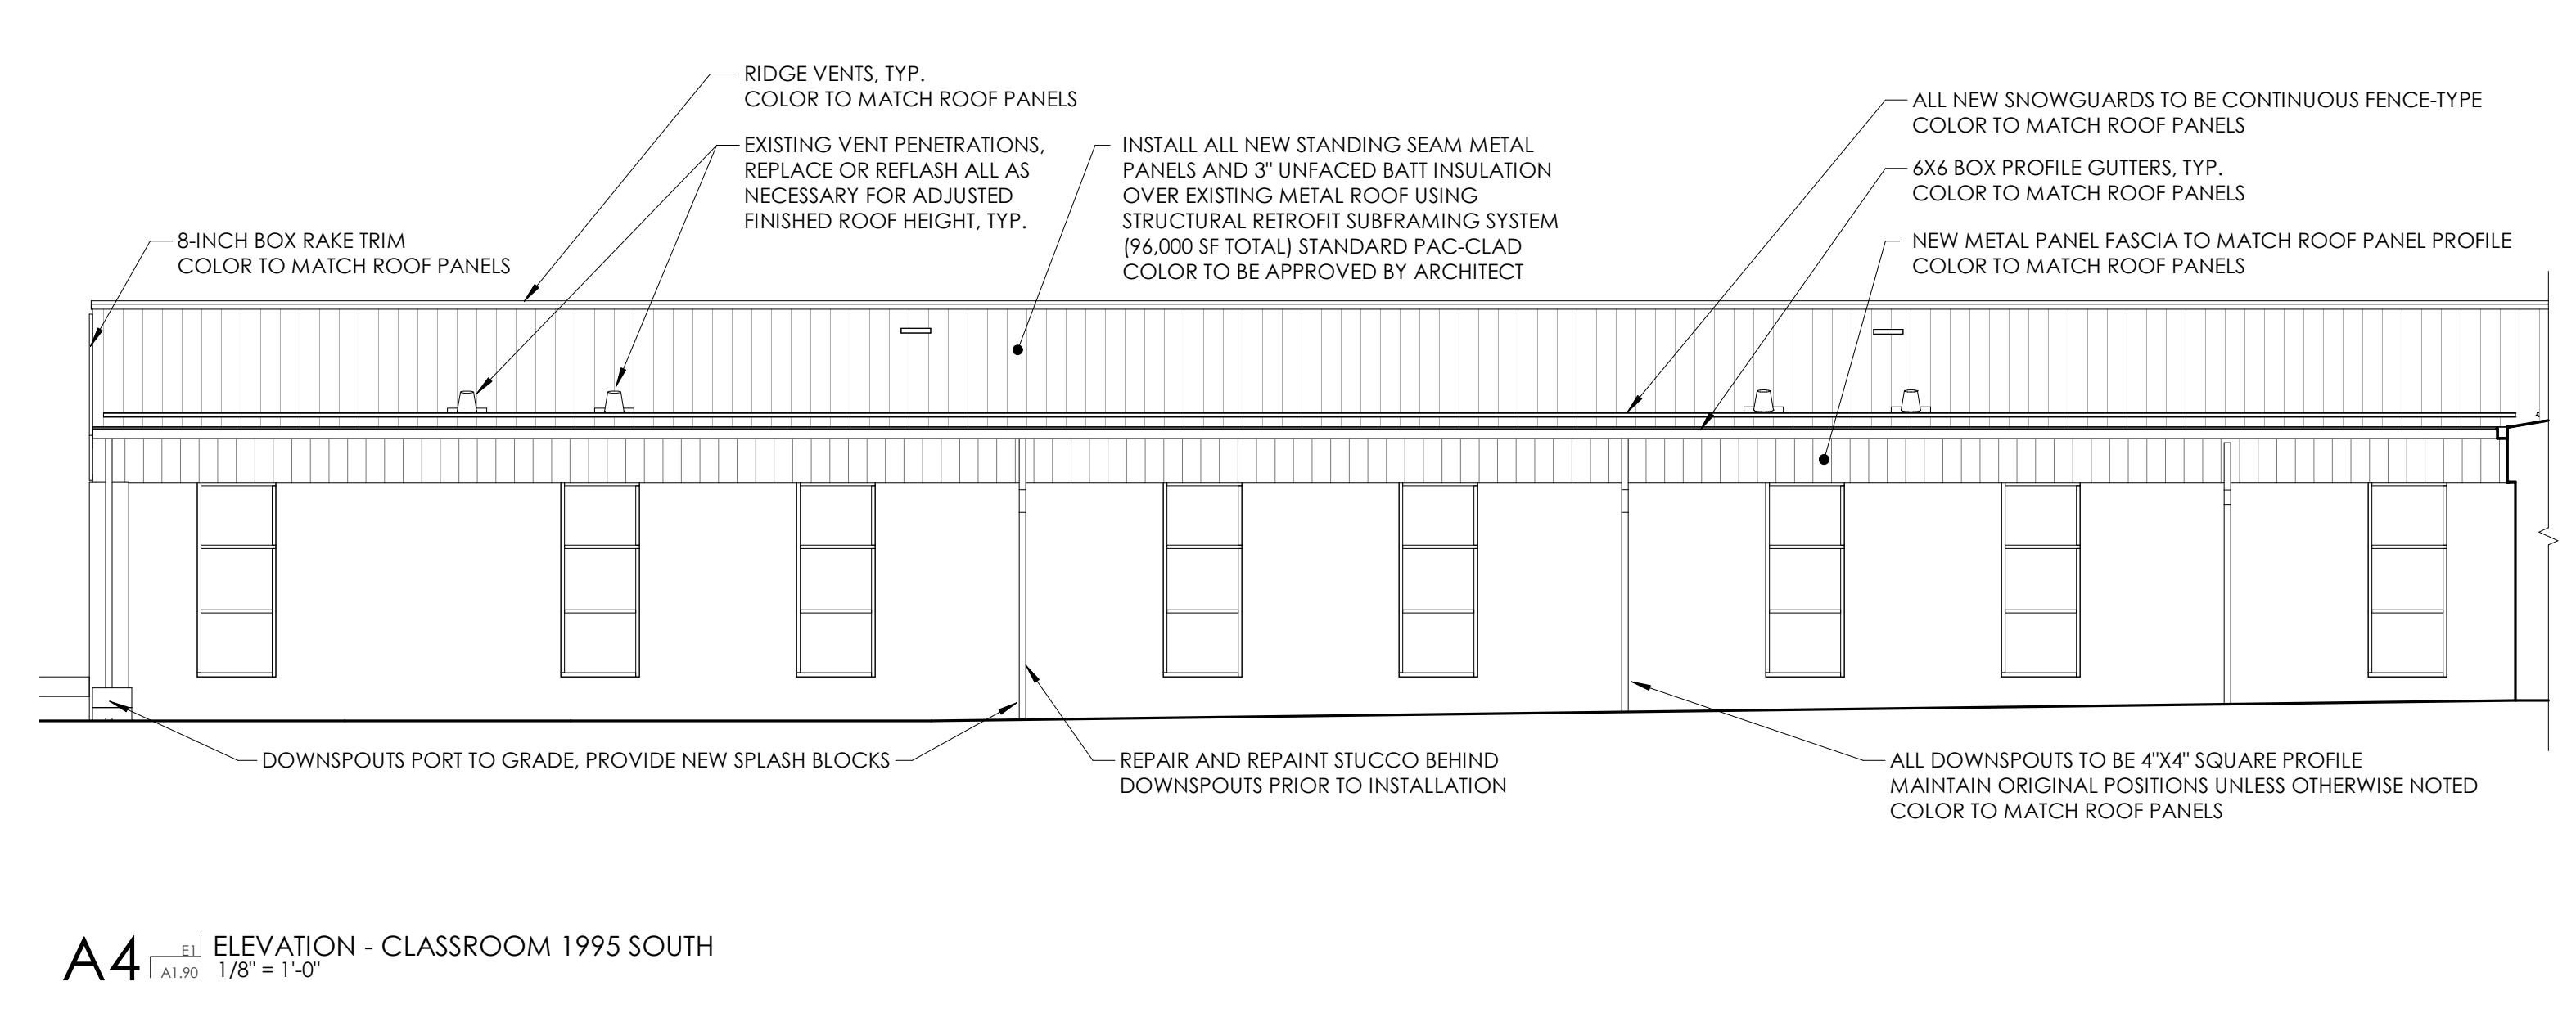 RIDGE VENTS, TYP.
COLOR TO MATCH ROOF PANELS
EXISTING VENT PENETRATIONS,
REPLACE OR REFLASH ALL AS
NECESSARY FOR ADJUSTED
FINISHED ROOF HEIGHT, TYP.
8-INCH BOX RAKE TRIM
COLOR TO MATCH ROOF PANELS
INSTALL ALL NEW STANDING SEAM METAL
PANELS AND 3" UNFACED BATT INSULATION
OVER EXISTING METAL ROOF USING
STRUCTURAL RETROFIT SUBFRAMING SYSTEM
(96,000 SF TOTAL) STANDARD PAC-CLAD
COLOR TO BE APPROVED BY ARCHITECT
ALL NEW SNOWGUARDS TO BE CONTINUOUS FENCE-TYPE
COLOR TO MATCH ROOF PANELS
6X6 BOX PROFILE GUTTERS, TYP.
COLOR TO MATCH ROOF PANELS
NEW METAL PANEL FASCIA TO MATCH ROOF PANEL PROFILE
COLOR TO MATCH ROOF PANELS
DOWNSPOUTS PORT TO GRADE, PROVIDE NEW SPLASH BLOCKS
REPAIR AND REPAINT STUCCO BEHIND
DOWNSPOUTS PRIOR TO INSTALLATION
ALL DOWNSPOUTS TO BE 4"X4" SQUARE PROFILE
MAINTAIN ORIGINAL POSITIONS UNLESS OTHERWISE NOTED
COLOR TO MATCH ROOF PANELS
A4
E1
A1.90
ELEVATION - CLASSROOM 1995 SOUTH
1/8" = 1'-0"